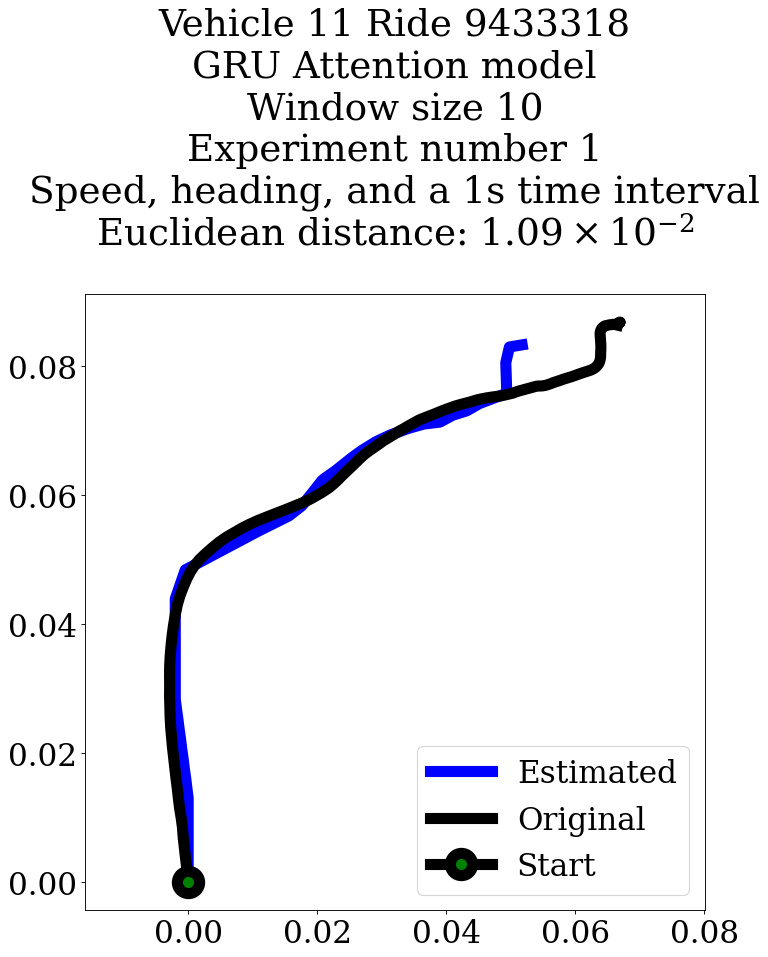 Vehicle 11 Ride 9433318
GRU Attention model
Window size 10
Experiment number 1
Speed, heading, and a 1s time interval
Euclidean distance: 1.09 × 10⁻²
0.08
0.06
0.04
0.02
0.00
Estimated
Original
Start
0.00 0.02 0.04 0.06 0.08